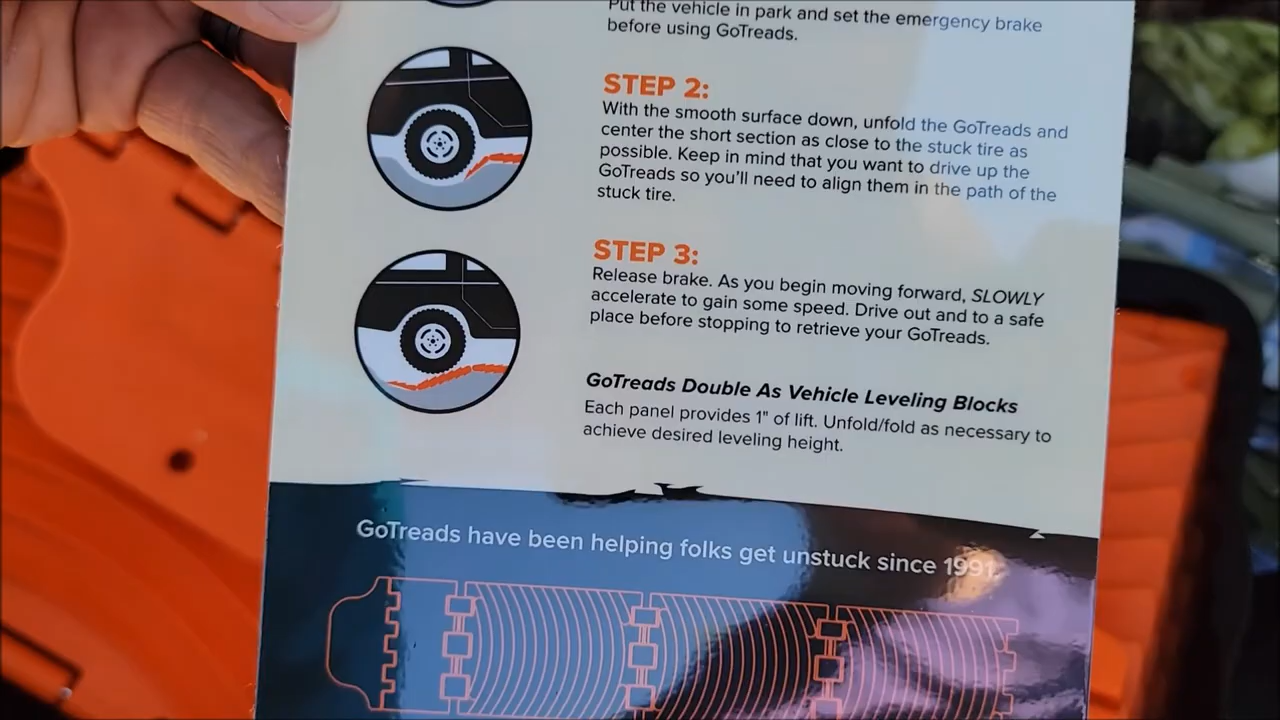 Put the vehicle in park and set the emergency brake
before using GoTreads.
STEP 2:
With the smooth surface down, unfold the GoTreads and
center the short section as close to the stuck tire as
possible. Keep in mind that you want to drive up the
GoTreads so you'll need to align them in the path of the
stuck tire.
STEP 3:
Release brake. As you begin moving forward, SLOWLY
accelerate to gain some speed. Drive out and to a safe
place before stopping to retrieve your GoTreads.
GoTreads Double As Vehicle Leveling Blocks
Each panel provides 1" of lift. Unfold/fold as necessary to
achieve desired leveling height.
GoTreads have been helping folks get unstuck since 1991.